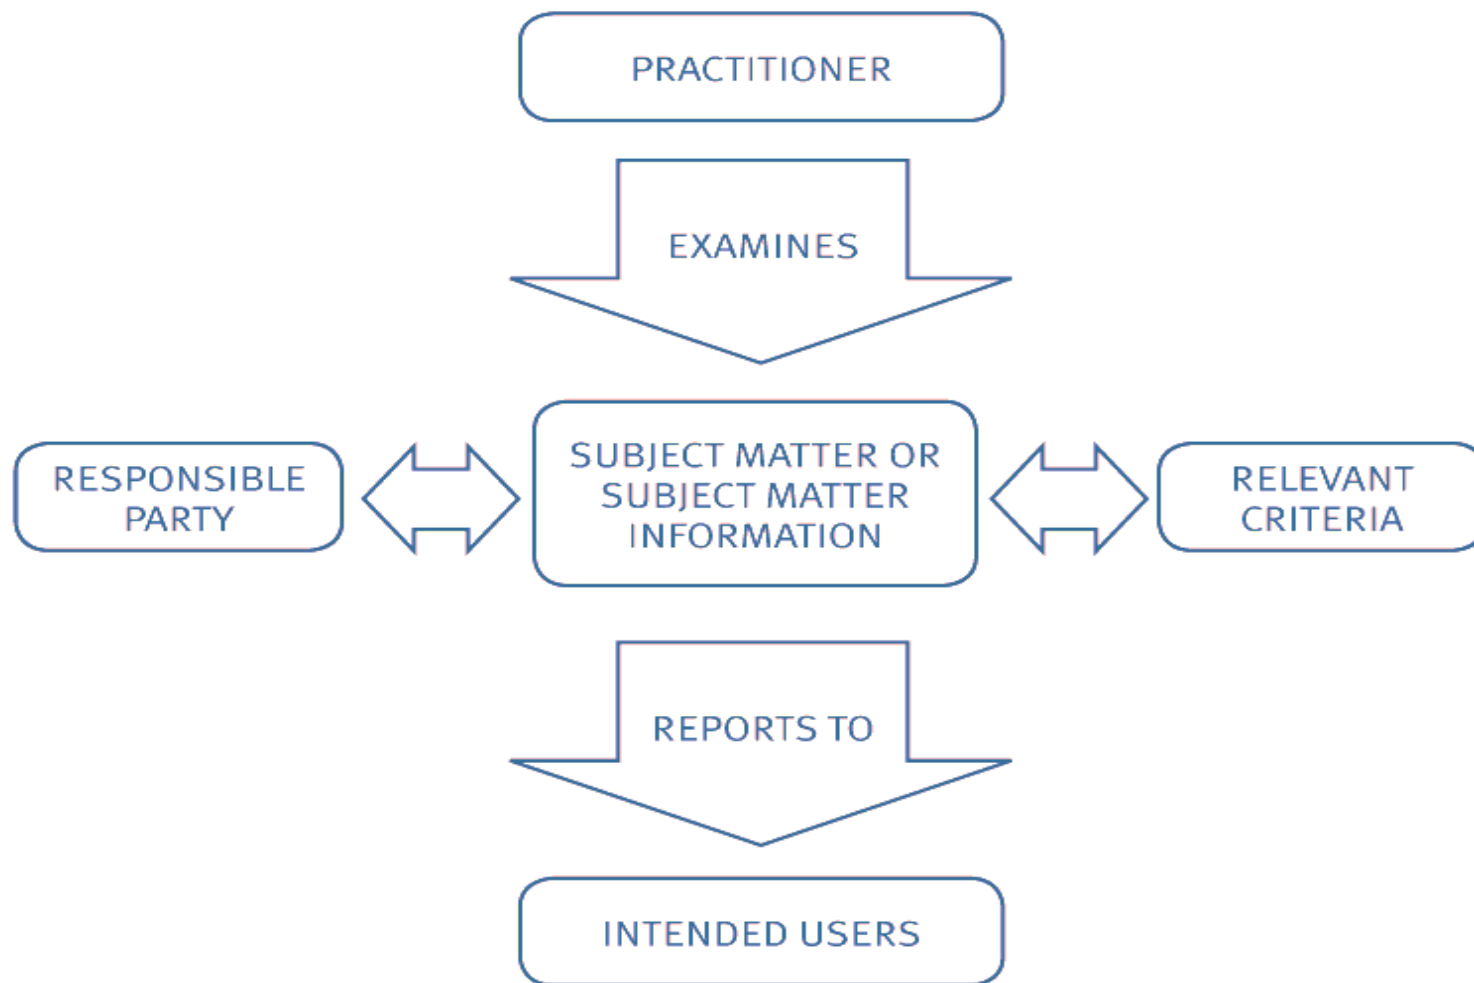 PRACTITIONER
EXAMINES
RESPONSIBLE
PARTY
SUBJECT MATTER OR
SUBJECT MATTER
INFORMATION
RELEVANT
CRITERIA
REPORTS TO
INTENDED USERS